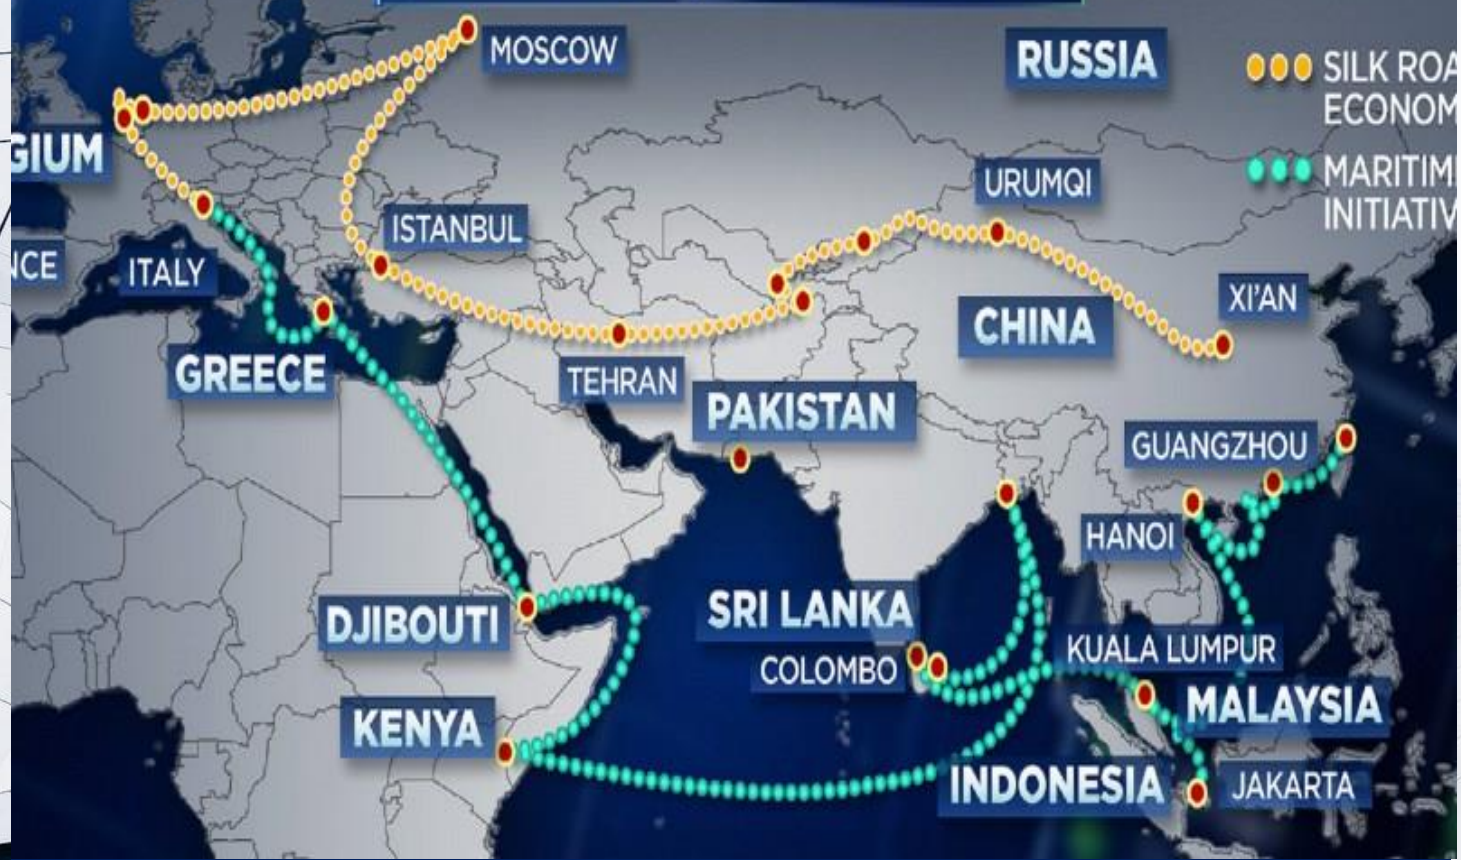 MOSCOW
RUSSIA
SILK ROA
ECONOM
GIUM
MARITIM
INITIATIV
URUMQI
ISTANBUL
NCE
ITALY
XI'AN
CHINA
GREECE
TEHRAN
PAKISTAN
GUANGZHOU
HANOI
SRI LANKA
DJIBOUTI
KUALA LUMPUR
COLOMBO
MALAYSIA
KENYA
INDONESIA
JAKARTA